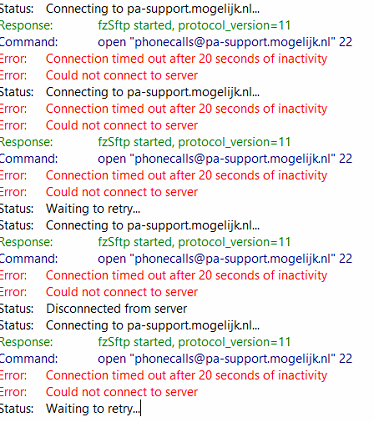 Status: Connecting to pa-support.mogelijk.nl...
Response: fzSftp started, protocol_version=11
Command: open "phonecalls@pa-support.mogelijk.nl" 22
Error: Connection timed out after 20 seconds of inactivity
Error: Could not connect to server
Status: Connecting to pa-support.mogelijk.nl...
Error: Connection timed out after 20 seconds of inactivity
Error: Could not connect to server
Response: fzSftp started, protocol_version=11
Command: open "phonecalls@pa-support.mogelijk.nl" 22
Error: Connection timed out after 20 seconds of inactivity
Error: Could not connect to server
Status: Waiting to retry...
Status: Connecting to pa-support.mogelijk.nl...
Response: fzSftp started, protocol_version=11
Command: open "phonecalls@pa-support.mogelijk.nl" 22
Error: Connection timed out after 20 seconds of inactivity
Error: Could not connect to server
Status: Disconnected from server
Status: Connecting to pa-support.mogelijk.nl...
Response: fzSftp started, protocol_version=11
Command: open "phonecalls@pa-support.mogelijk.nl" 22
Error: Connection timed out after 20 seconds of inactivity
Error: Could not connect to server
Status: Waiting to retry...